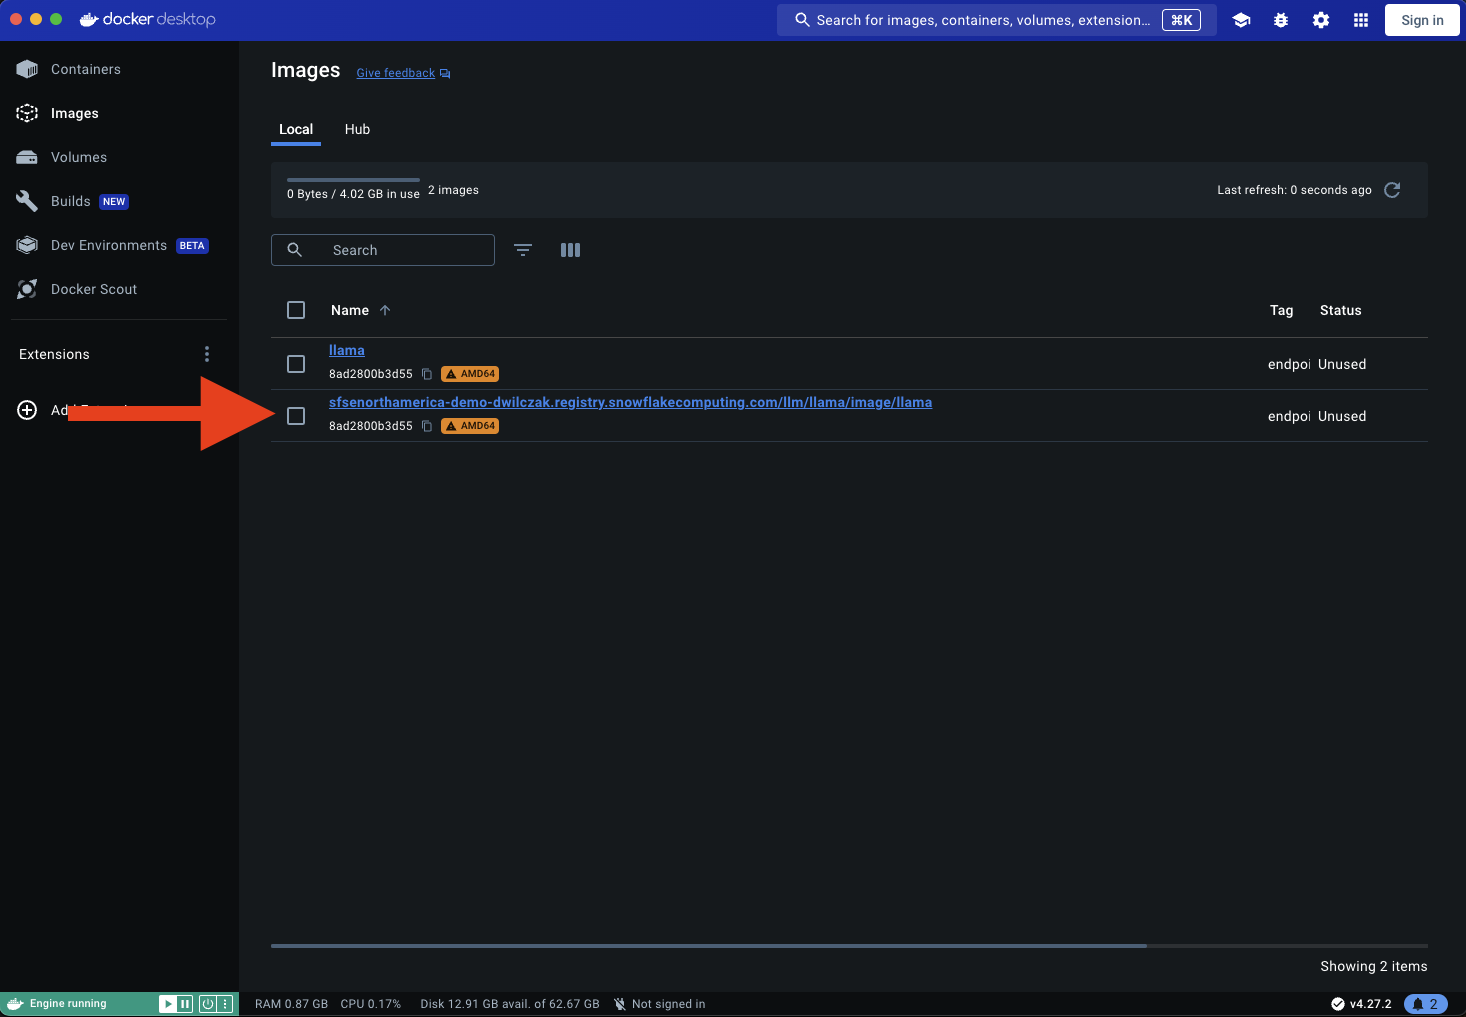 docker desktop
Search for images, containers, volumes, extension...
⌘K
Sign in
Containers
Images
Volumes
Builds NEW
Dev Environments BETA
Docker Scout
Extensions
Images
Give feedback
Local
Hub
0 Bytes / 4.02 GB in use
2 images
Last refresh: 0 seconds ago
Search
Name
Tag
Status
llama
8ad2800b3d55
AMD64
endpoi
Unused
sfsenorthamerica-demo-dwilczak.registry.snowflakecomputing.com/llm/llama/image/llama
8ad2800b3d55
AMD64
endpoi
Unused
Showing 2 items
Engine running
RAM 0.87 GB
CPU 0.17%
Disk 12.91 GB avail. of 62.67 GB
Not signed in
v4.27.2
2